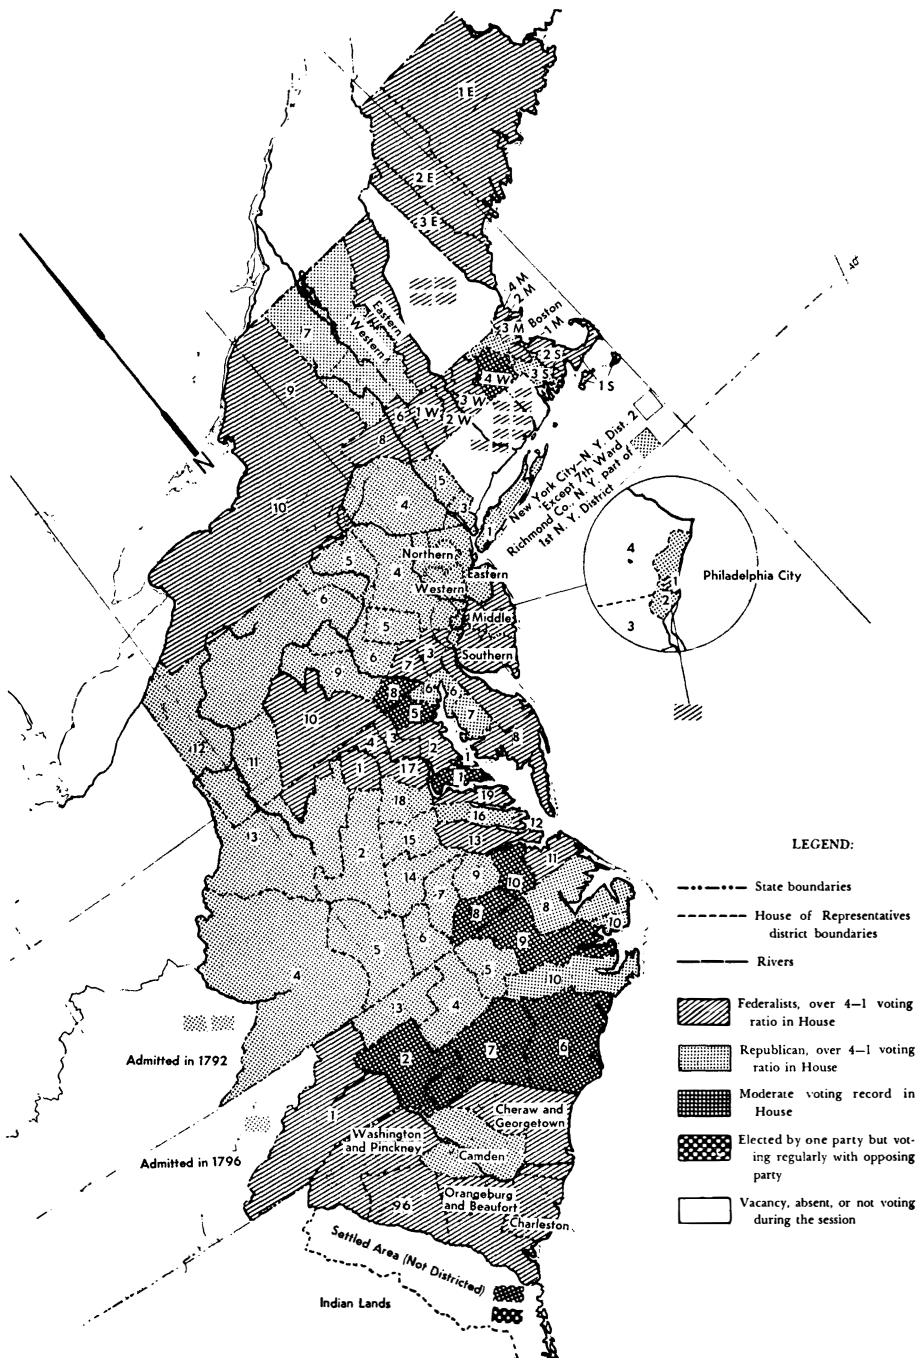 1 E
2 E
3 E
4 M
2 M
Boston
1 M
3 M
2 S
3 S
1 S
4 W
3 W
2 W
1 W
Eastern
Western
7
9
6
8
10
5
4
3
1
40°
N
New York City—N. Y. Dist. 2
Except 7th Ward
Richmond Co., N. Y. part of
1st N. Y. District
4
1
2
3
Philadelphia City
Northern
Eastern
Western
Middle
Southern
5
4
6
5
6
3
7
9
8
6
6
5
7
8
10
12
11
4
3
2
1
1
3
1
17
19
18
16
12
13
13
2
15
14
9
10
11
7
8
8
10
9
6
5
4
5
10
3
4
2
7
6
1
Admitted in 1792
Admitted in 1796
Cheraw and
Georgetown
Washington
and Pinckney
Camden
96
Orangeburg
and Beaufort
Charleston
Settled Area (Not Districted)
Indian Lands
LEGEND:
State boundaries
House of Representatives
district boundaries
Rivers
Federalists, over 4—1 voting
ratio in House
Republican, over 4—1 voting
ratio in House
Moderate voting record in
House
Elected by one party but vot-
ing regularly with opposing
party
Vacancy, absent, or not voting
during the session